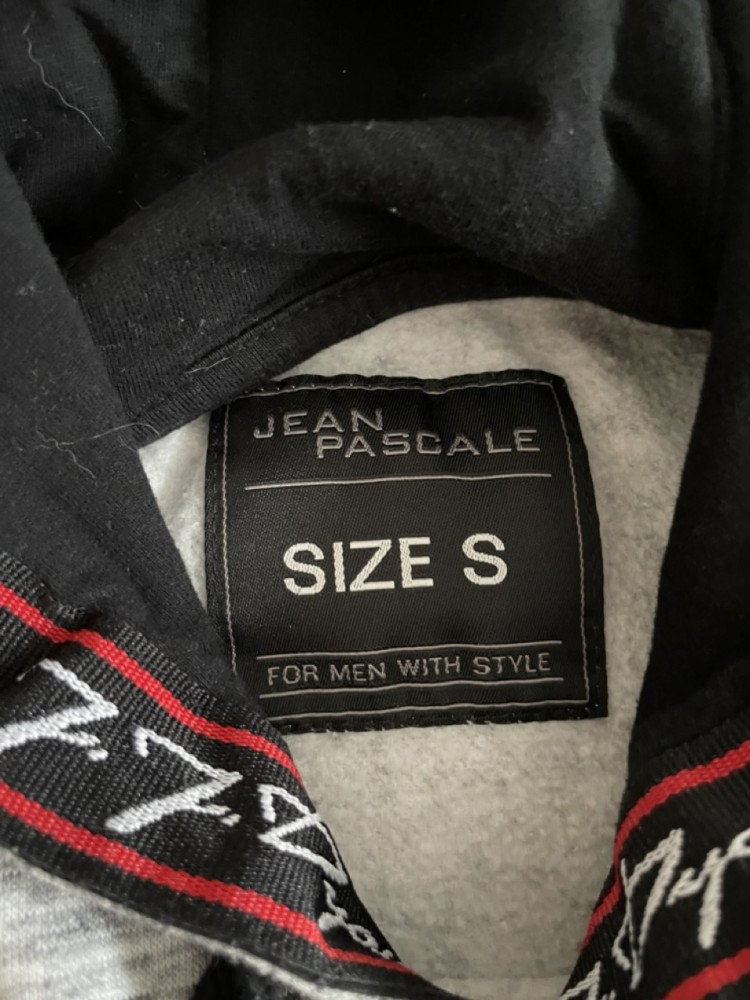 JEAN
PASCALE
SIZE S
FOR MEN WITH STYLE